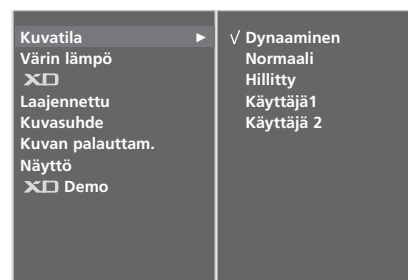 Kuvatila ►
Värin lämpö
XD
Laajennettu
Kuvasuhde
Kuvan palauttam.
Näyttö
XD Demo
√ Dynaaminen
Normaali
Hillitty
Käyttäjä1
Käyttäjä 2